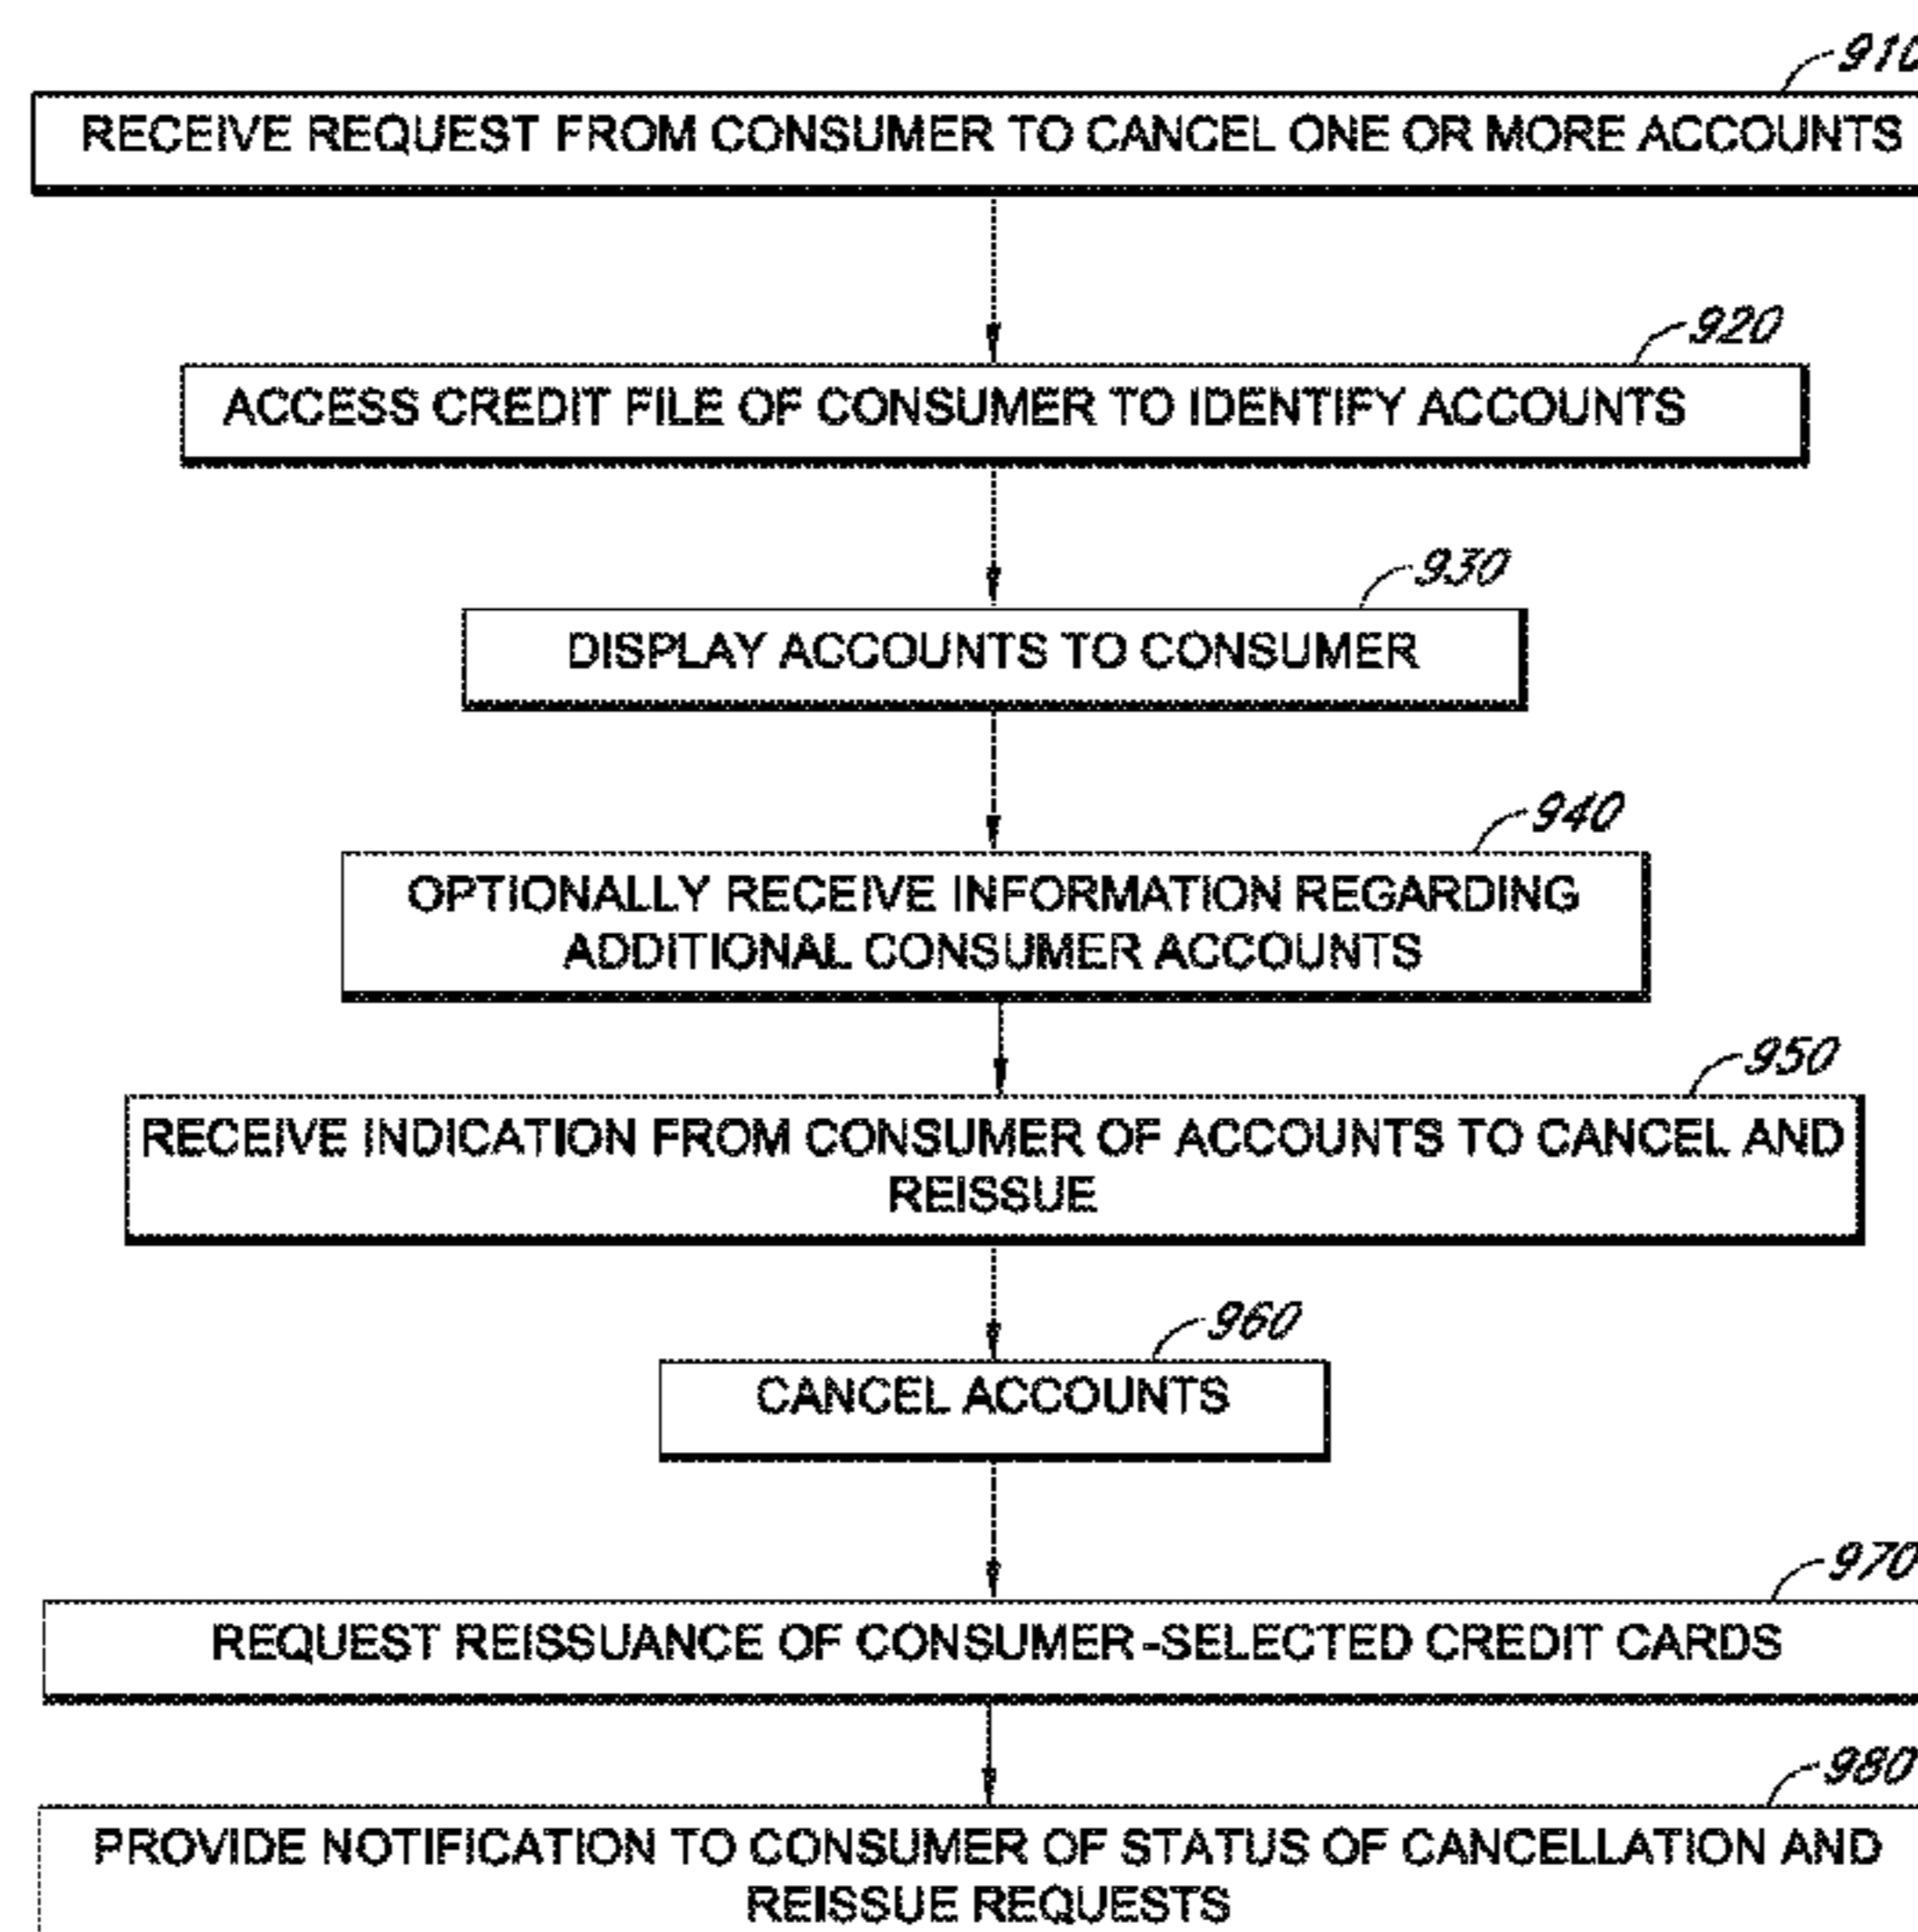 910
RECEIVE REQUEST FROM CONSUMER TO CANCEL ONE OR MORE ACCOUNTS
920
ACCESS CREDIT FILE OF CONSUMER TO IDENTIFY ACCOUNTS
930
DISPLAY ACCOUNTS TO CONSUMER
940
OPTIONALLY RECEIVE INFORMATION REGARDING
ADDITIONAL CONSUMER ACCOUNTS
950
RECEIVE INDICATION FROM CONSUMER OF ACCOUNTS TO CANCEL AND
REISSUE
960
CANCEL ACCOUNTS
970
REQUEST REISSUANCE OF CONSUMER-SELECTED CREDIT CARDS
980
PROVIDE NOTIFICATION TO CONSUMER OF STATUS OF CANCELLATION AND
REISSUE REQUESTS